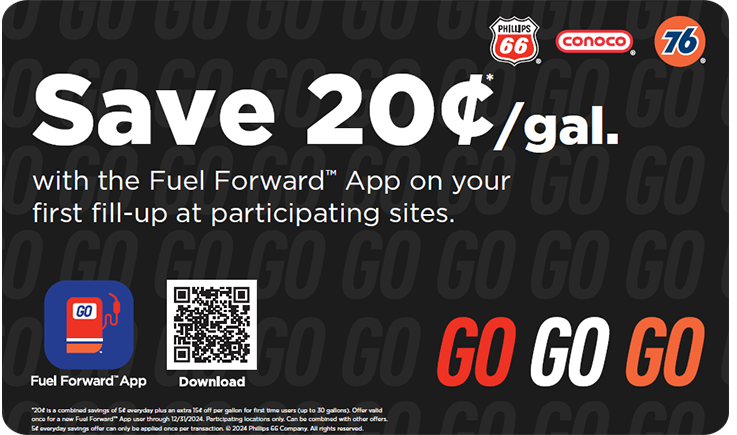 PHILLIPS
66®
conoco®
76®
Save 20¢*/gal.
with the Fuel Forward™ App on your
first fill-up at participating sites.
GO
Fuel Forward™ App
Download
GO GO GO
*20¢ is a combined savings of 5¢ everyday plus an extra 15¢ off per gallon for first time users (up to 30 gallons). Offer valid
once for a new Fuel Forward™ App user through 12/31/2024. Participating locations only. Can be combined with other offers.
5¢ everyday savings offer can only be applied once per transaction. © 2024 Phillips 66 Company. All rights reserved.